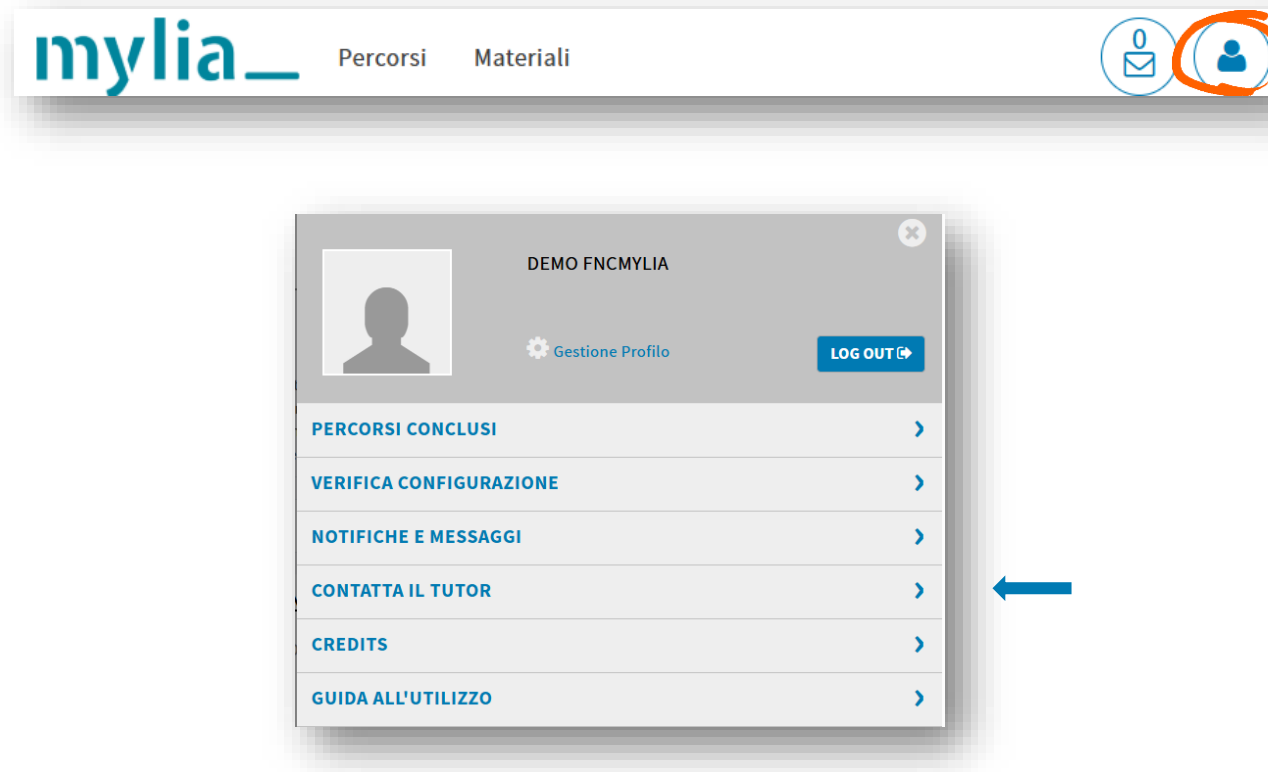 mylia_ Percorsi Materiali 0
DEMO FNCMYLIA
Gestione Profilo LOG OUT
PERCORSI CONCLUSI
VERIFICA CONFIGURAZIONE
NOTIFICHE E MESSAGGI
CONTATTA IL TUTOR
CREDITS
GUIDA ALL'UTILIZZO